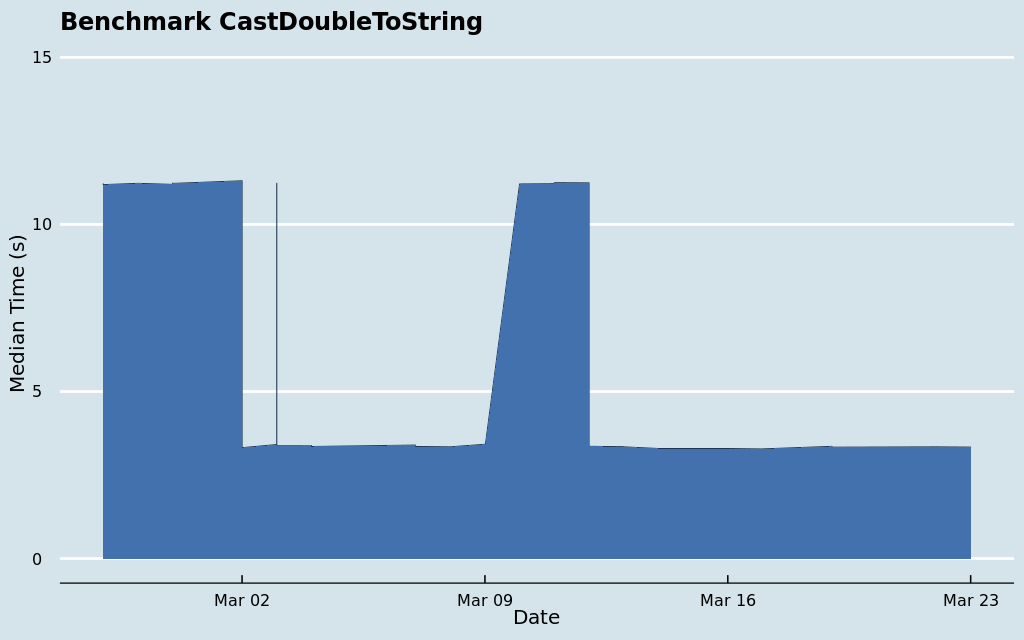 Benchmark CastDoubleToString
15
10
5
0
Median Time (s)
Mar 02
Mar 09
Mar 16
Mar 23
Date